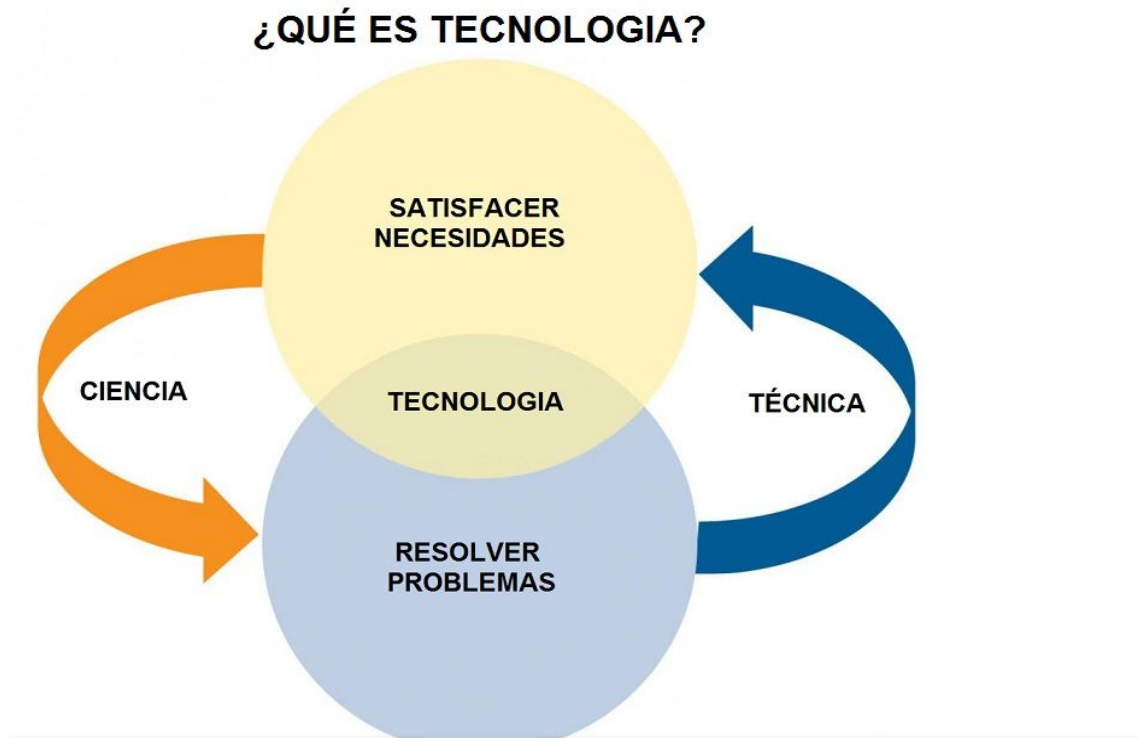 ¿QUÉ ES TECNOLOGIA?
SATISFACER
NECESIDADES
CIENCIA
TECNOLOGIA
TÉCNICA
RESOLVER
PROBLEMAS